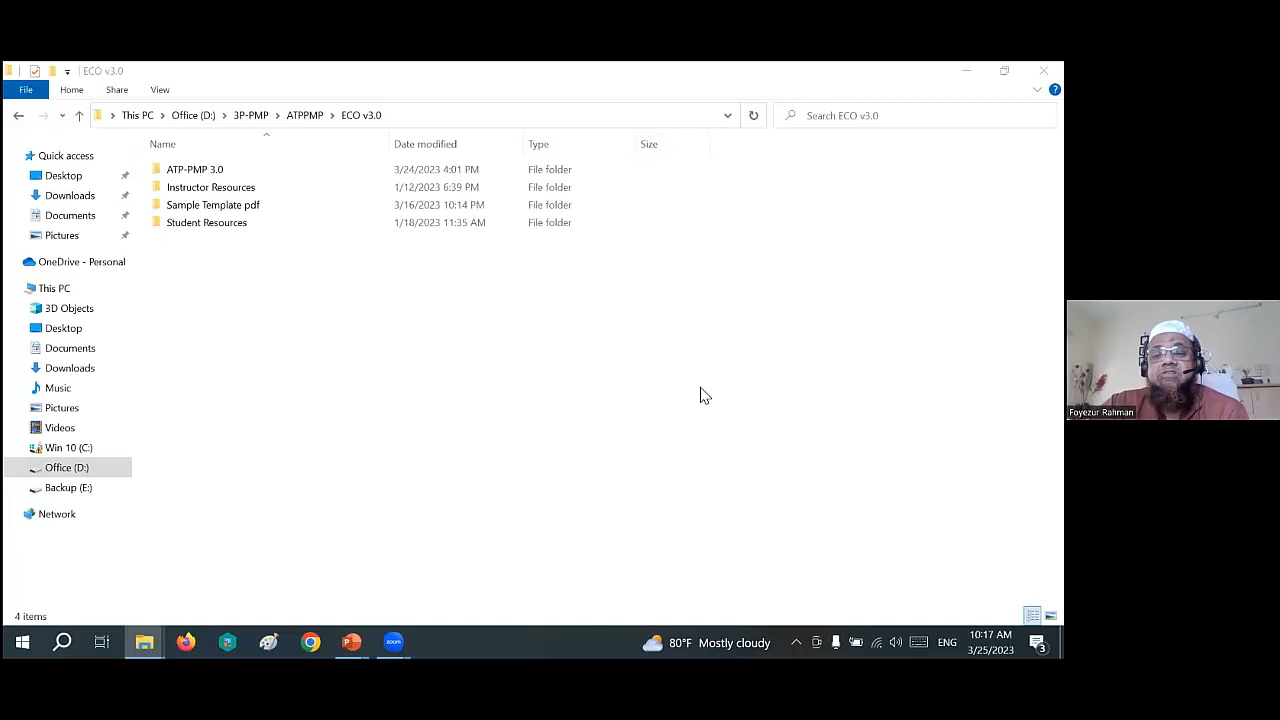 ECO v3.0
File Home Share View
This PC Office (D:) 3P-PMP ATPPMP ECO v3.0
Search ECO v3.0
Name Date modified Type Size
ATP-PMP 3.0 3/24/2023 4:01 PM File folder
Instructor Resources 1/12/2023 6:39 PM File folder
Sample Template pdf 3/16/2023 10:14 PM File folder
Student Resources 1/18/2023 11:35 AM File folder
Quick access
Desktop
Downloads
Documents
Pictures
OneDrive - Personal
This PC
3D Objects
Desktop
Documents
Downloads
Music
Pictures
Videos
Win 10 (C:)
Office (D:)
Backup (E:)
Network
4 items
Foyezur Rahman
zoom
80°F Mostly cloudy
ENG
10:17 AM
3/25/2023
3